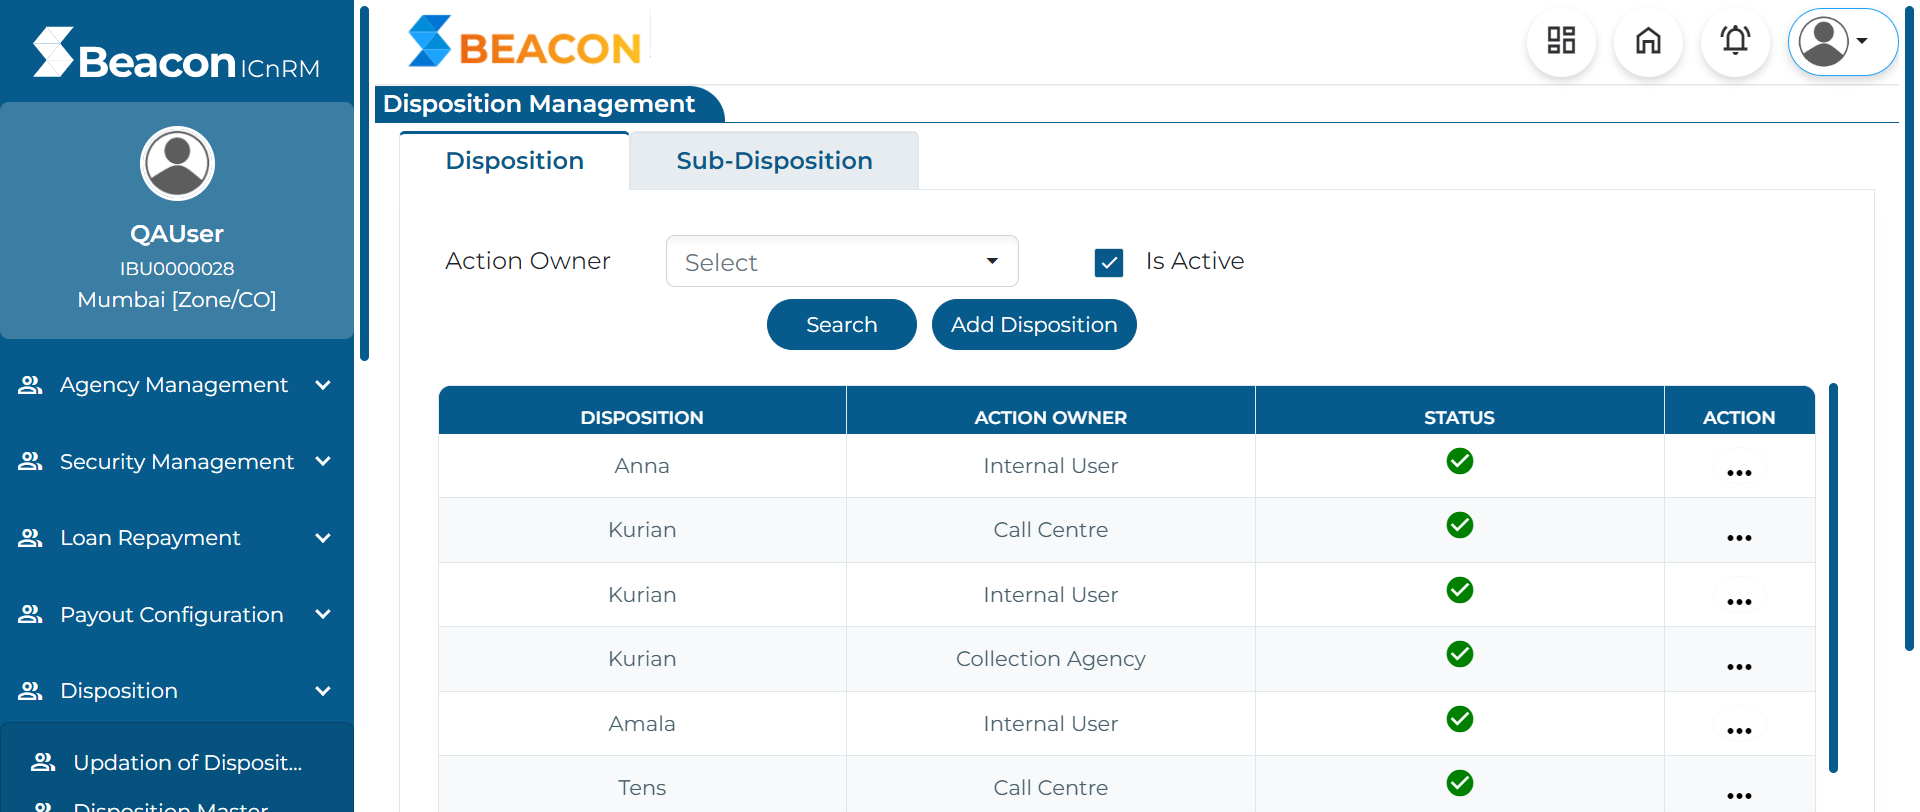 Beacon ICnRM
QAUser
IBU0000028
Mumbai [Zone/CO]
Agency Management
Security Management
Loan Repayment
Payout Configuration
Disposition
Updation of Disposit...
Disposition Master
BEACON
Disposition Management
Disposition Sub-Disposition
Action Owner Select Is Active
Search Add Disposition
DISPOSITION ACTION OWNER STATUS ACTION
Anna Internal User
Kurian Call Centre
Kurian Internal User
Kurian Collection Agency
Amala Internal User
Tens Call Centre